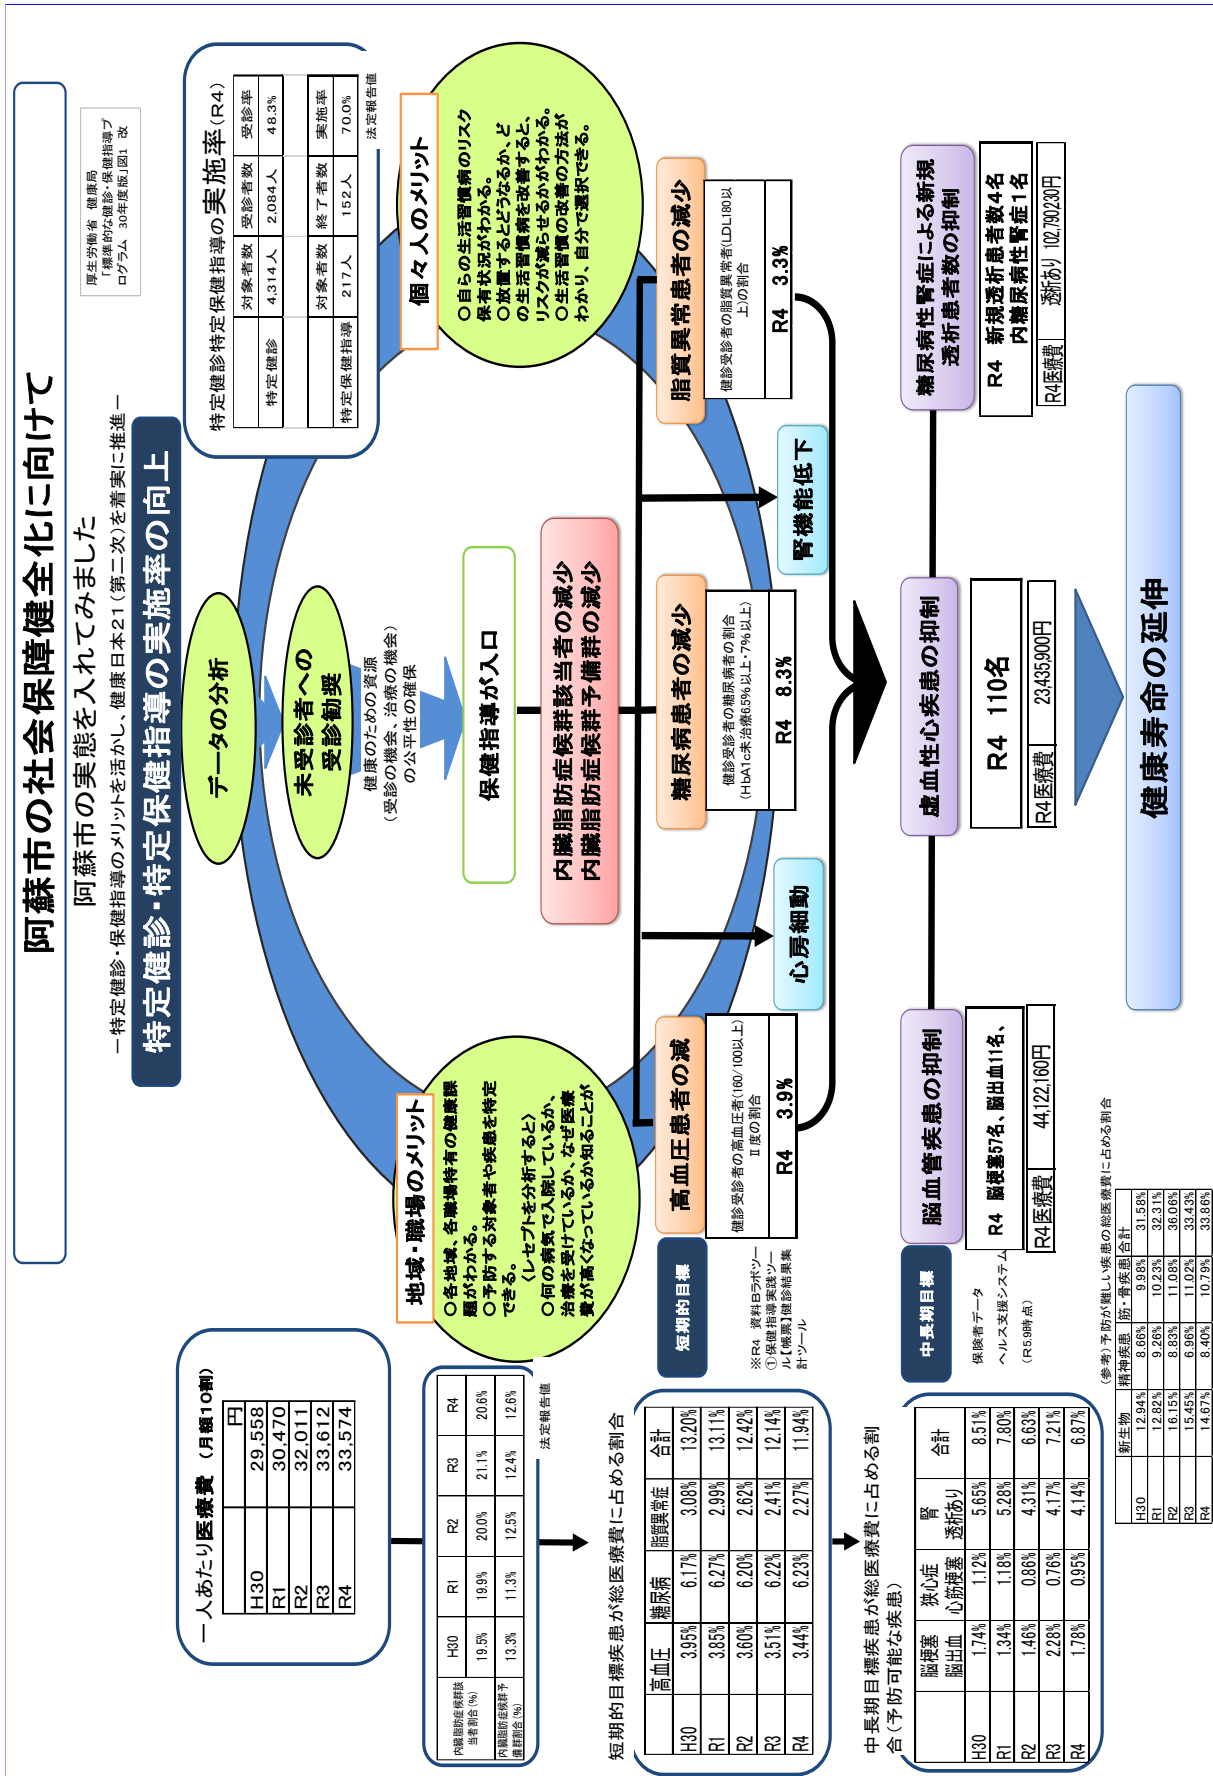 阿蘇市の社会保障健全化に向けて
阿蘇市の実態を入れてみました
－特定健診・保健指導のメリットを活かし、健康日本21（第二次）を着実に推進－
特定健診・特定保健指導の実施率の向上
厚生労働省 健康局
「標準的な健診・保健指導プ
ログラム 30年度版」図1 改
一人あたり医療費（月額10割）
円
H30 29,558
R1 30,470
R2 32,011
R3 33,612
R4 33,574
H30 R1 R2 R3 R4
内臓脂肪症候群該
当者割合(%) 19.5% 19.9% 20.0% 21.1% 20.6%
内臓脂肪症候群予
備群割合(%) 13.3% 11.3% 12.5% 12.4% 12.6%
法定報告値
短期的目標疾患が総医療費に占める割合
高血圧 糖尿病 脂質異常症 合計
H30 3.95% 6.17% 3.08% 13.20%
R1 3.85% 6.27% 2.99% 13.11%
R2 3.60% 6.20% 2.62% 12.42%
R3 3.51% 6.22% 2.41% 12.14%
R4 3.44% 6.23% 2.27% 11.94%
中長期目標疾患が総医療費に占める割
合(予防可能な疾患)
脳梗塞 狭心症 腎 合計
脳出血 心筋梗塞 透析あり
H30 1.74% 1.12% 5.65% 8.51%
R1 1.34% 1.18% 5.28% 7.80%
R2 1.46% 0.86% 4.31% 6.63%
R3 2.28% 0.76% 4.17% 7.21%
R4 1.78% 0.95% 4.14% 6.87%
(参考)予防が難しい疾患の総医療費に占める割合
新生物 精神疾患 筋・骨疾患 合計
H30 12.94% 8.66% 9.98% 31.58%
R1 12.82% 9.26% 10.23% 32.31%
R2 16.15% 8.83% 11.08% 36.06%
R3 15.45% 6.96% 11.02% 33.43%
R4 14.67% 8.40% 10.79% 33.86%
データの分析
未受診者への
受診勧奨
健康のための資源
（受診の機会、治療の機会）
の公平性の確保
保健指導が入口
内臓脂肪症候群該当者の減少
内臓脂肪症候群予備群の減少
特定健診特定保健指導の実施率(R4)
対象者数 受診者数 受診率
特定健診 4,314人 2,084人 48.3%
対象者数 終了者数 実施率
特定保健指導 217人 152人 70.0%
法定報告値
地域・職場のメリット
○各地域、各職場特有の健康課
題がわかる。
○予防する対象者や疾患を特定
できる。
〈レセプトを分析すると〉
○何の病気で入院しているか、
治療を受けているか、なぜ医療
費が高くなっているか知ることが
個々人のメリット
○自らの生活習慣病のリスク
保有状況がわかる。
○放置するとどうなるか、ど
の生活習慣病を改善すると、
リスクが減らせるかがわかる。
○生活習慣の改善の方法が
わかり、自分で選択できる。
短期的目標
※R4 資料Bラボツー
①保健指導実践ツー
ル【帳票】健診結果集
計ツール
高血圧患者の減
健診受診者の高血圧者(160/100以上)
Ⅱ度の割合
R4 3.9%
糖尿病患者の減少
健診受診者の糖尿病者の割合
(HbA1c未治療6.5%以上・7%以上)
R4 8.3%
脂質異常患者の減少
健診受診者の脂質異常者(LDL180以
上)の割合
R4 3.3%
心房細動
腎機能低下
中長期目標
保険者データ
ヘルス支援システム
(R5.9時点)
脳血管疾患の抑制
R4 脳梗塞57名、脳出血11名、
R4医療費 44,122,160円
虚血性心疾患の抑制
R4 110名
R4医療費 23,435,900円
糖尿病性腎症による新規
透析患者数の抑制
R4 新規透析患者数4名
内糖尿病性腎症1名
R4医療費 透析あり 102,790,230円
健康寿命の延伸